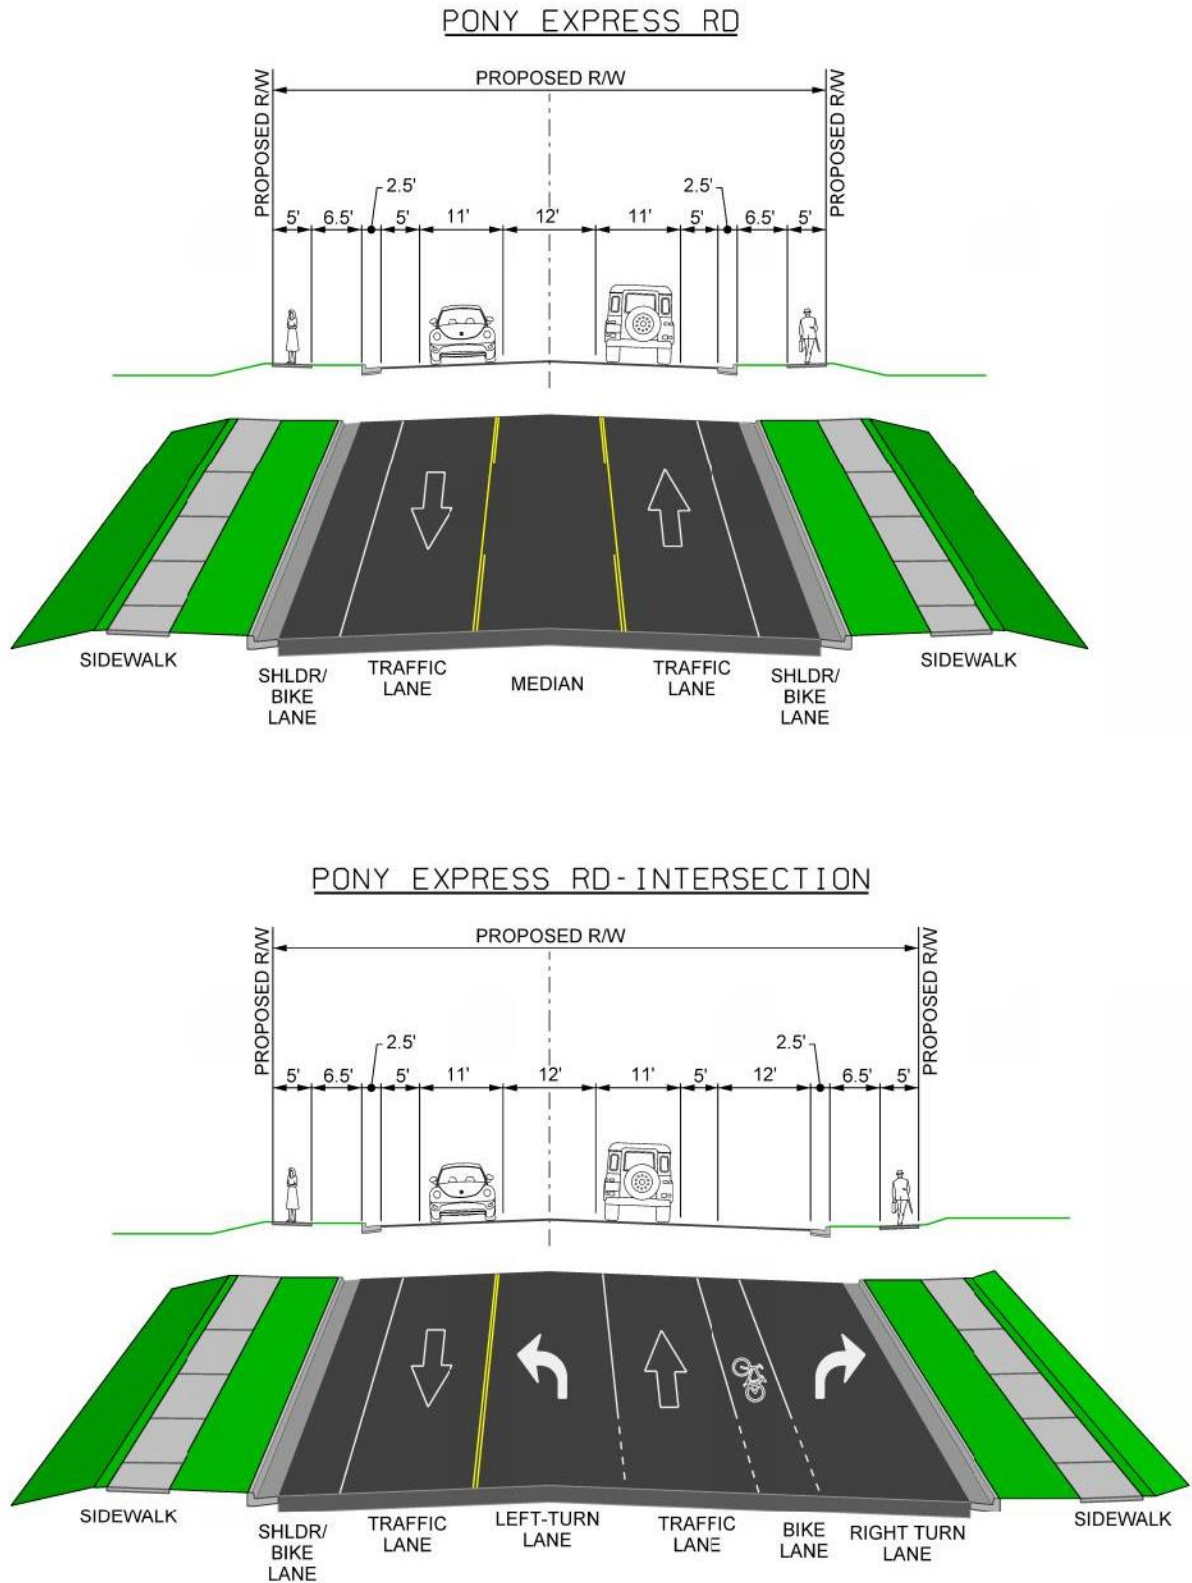 PONY EXPRESS RD
PROPOSED R/W
PROPOSED R/W
PROPOSED R/W
2.5'
2.5'
5' 6.5' 5' 11' 12' 11' 5' 6.5' 5'
SIDEWALK
SHLDR/
BIKE
LANE
TRAFFIC
LANE
MEDIAN
TRAFFIC
LANE
SHLDR/
BIKE
LANE
SIDEWALK
PONY EXPRESS RD-INTERSECTION
PROPOSED R/W
PROPOSED R/W
PROPOSED R/W
2.5'
2.5'
5' 6.5' 5' 11' 12' 11' 5' 12' 6.5' 5'
SIDEWALK
SHLDR/
BIKE
LANE
TRAFFIC
LANE
LEFT-TURN
LANE
TRAFFIC
LANE
BIKE
LANE
RIGHT TURN
LANE
SIDEWALK